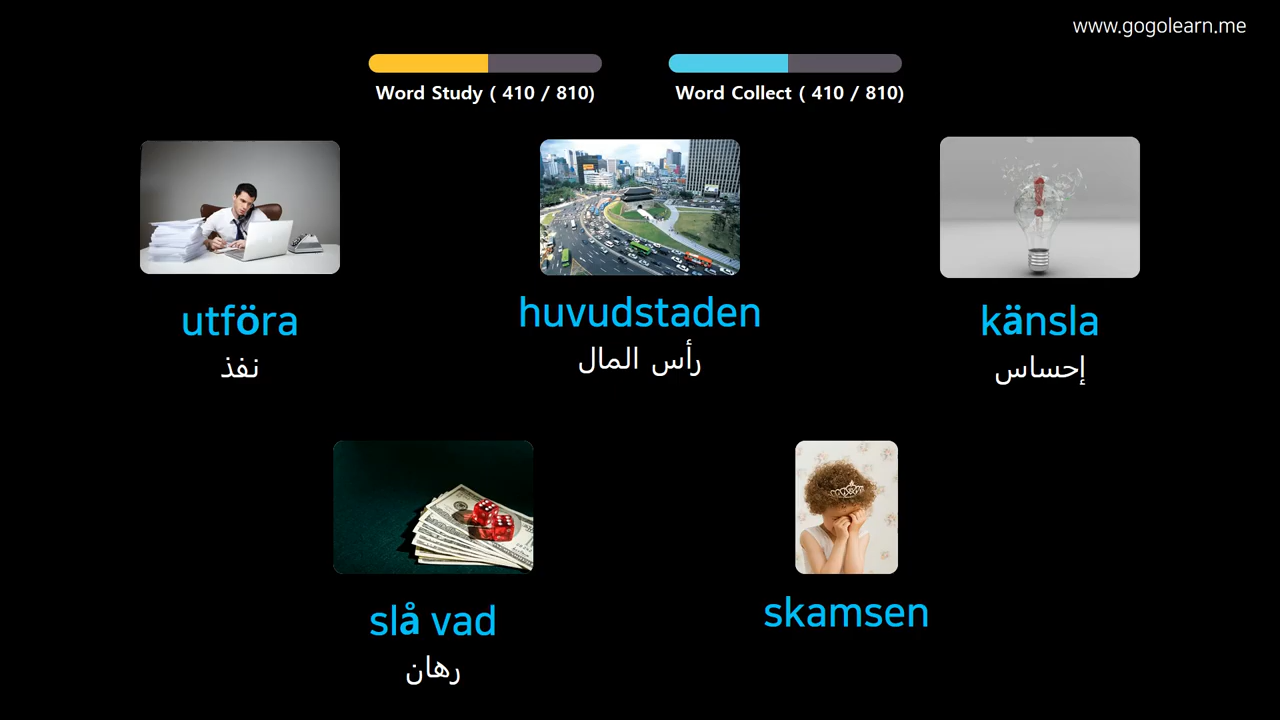 www.gogolearn.me
Word Study ( 410 / 810)
Word Collect ( 410 / 810)
utföra
نفذ
huvudstaden
رأس المال
känsla
إحساس
slå vad
رهان
skamsen